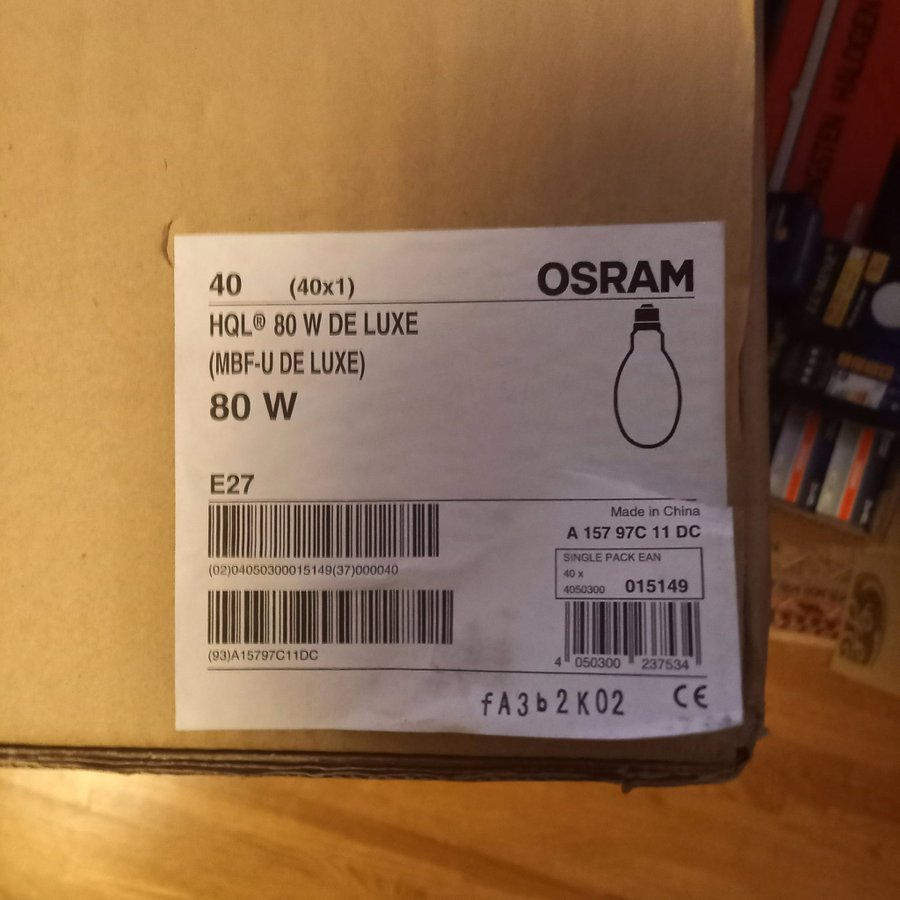 40 (40x1) OSRAM
HQL® 80 W DE LUXE
(MBF-U DE LUXE)
80 W
E27
Made in China
A 157 97C 11 DC
(02)04050300015149(37)000040
SINGLE PACK EAN
40 x
4050300 015149
(93)A15797C11DC
4 050300 237534
fA3b2K02 CE
HALOGEN